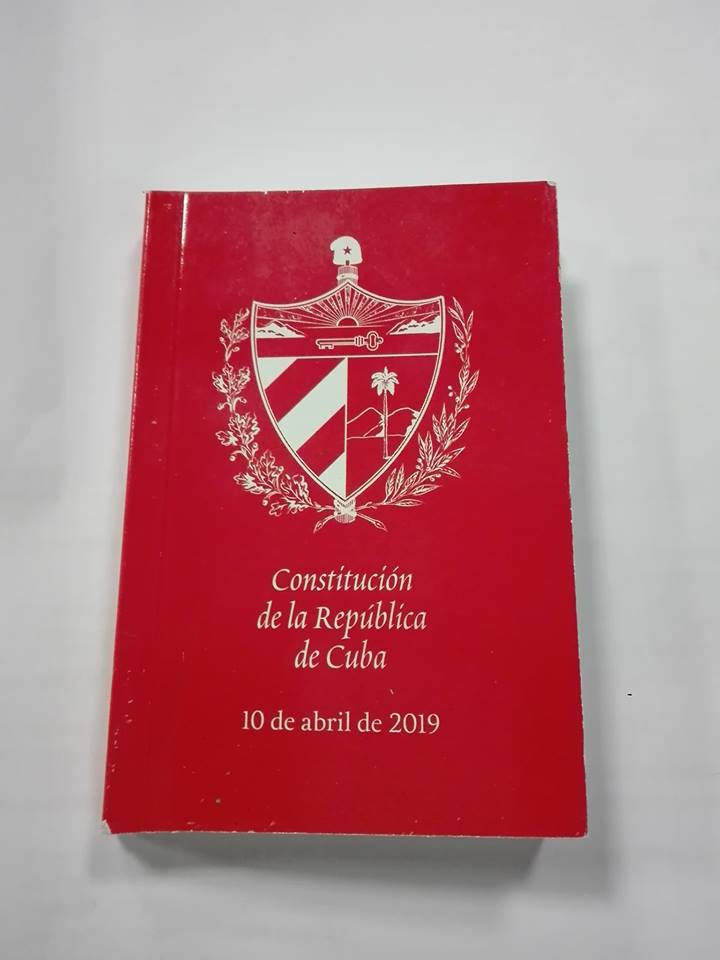 Constitución
de la República
de Cuba
10 de abril de 2019